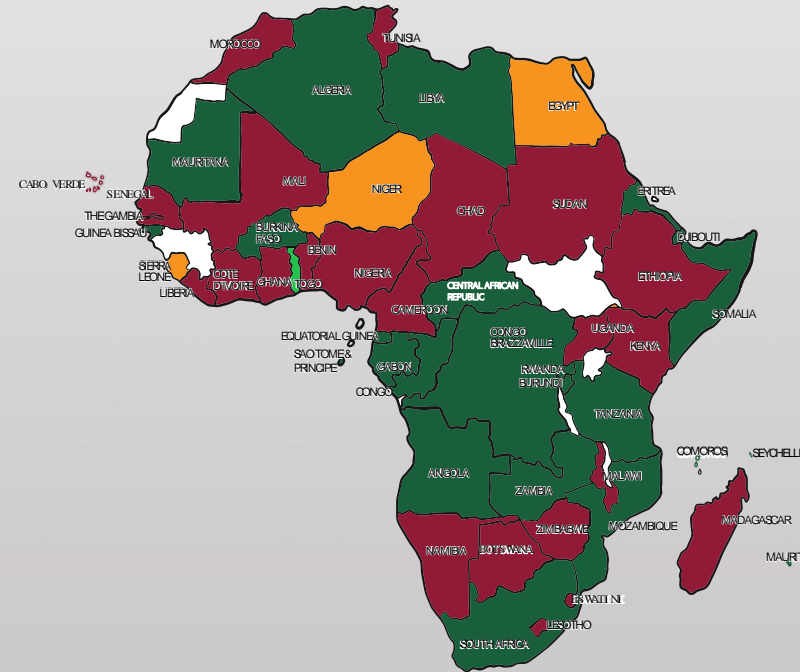 MOROCCO
TUNISIA
ALGERIA
LIBYA
EGYPT
MAURITANA
MALI
NIGER
CHAD
SUDAN
ERITREA
CABO VERDE
SENEGAL
THE GAMBIA
GUINEA BISSAU
BURKINA
FASO
BENIN
NIGERIA
DJIBOUTI
SIERRA
LEONE
LIBERIA
COTE
D'IVOIRE
GHANA
TOGO
CENTRAL AFRICAN
REPUBLIC
ETHIOPIA
SOMALIA
CAMEROON
EQUATORIAL GUINEA
SAO TOME &
PRINCIPE
GABON
CONGO
CONGO
BRAZZAVILLE
UGANDA
KENYA
RWANDA
BURUNDI
TANZANIA
ANGOLA
ZAMBIA
MALAWI
COMOROS
SEYCHELL
MOZAMBIQUE
MADAGASCAR
MAURIT
NAMIBIA
BOTSWANA
ZIMBABWE
ESWATINI
LESOTHO
SOUTH AFRICA